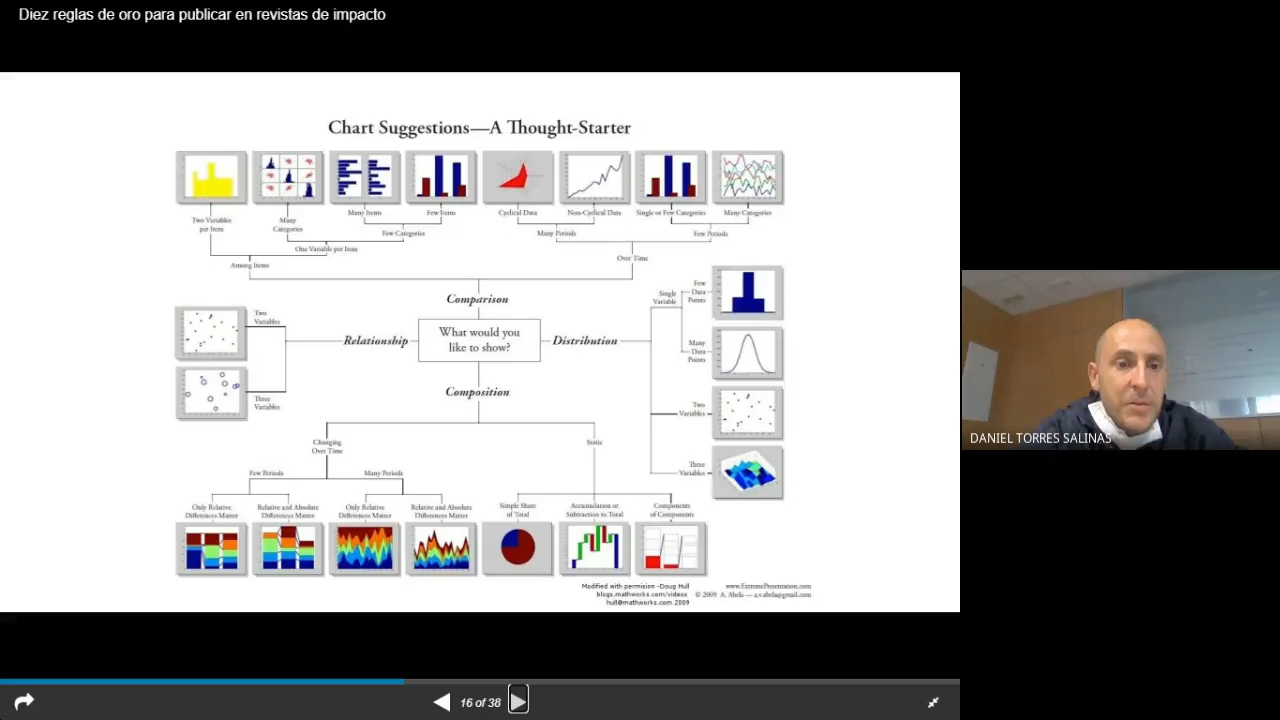 Diez reglas de oro para publicar en revistas de impacto
Chart Suggestions—A Thought-Starter
Two Variables
per Item
Many
Categories
Many Items
Few Items
Cyclical Data
Non-Cyclical Data
Single or Few Categories
Many Categories
Few Categories
Many Periods
Few Periods
One Variable per Item
Among Items
Over Time
Comparison
Relationship
What would you
like to show?
Distribution
Composition
Two
Variables
Three
Variables
Single
Variable
Few
Data
Points
Many
Data
Points
Two
Variables
Three
Variables
Changing
Over Time
Static
Few Periods
Many Periods
Only Relative
Differences Matter
Relative and Absolute
Differences Matter
Only Relative
Differences Matter
Relative and Absolute
Differences Matter
Simple Share
of Total
Accumulation or
Subtraction to Total
Components
of Components
Modified with permision -Doug Hull
blogs.mathworks.com/videos
hull@mathworks.com 2009
www.ExtremePresentation.com
© 2009 A. Abela — a.v.abela@gmail.com
DANIEL TORRES SALINAS
16 of 38